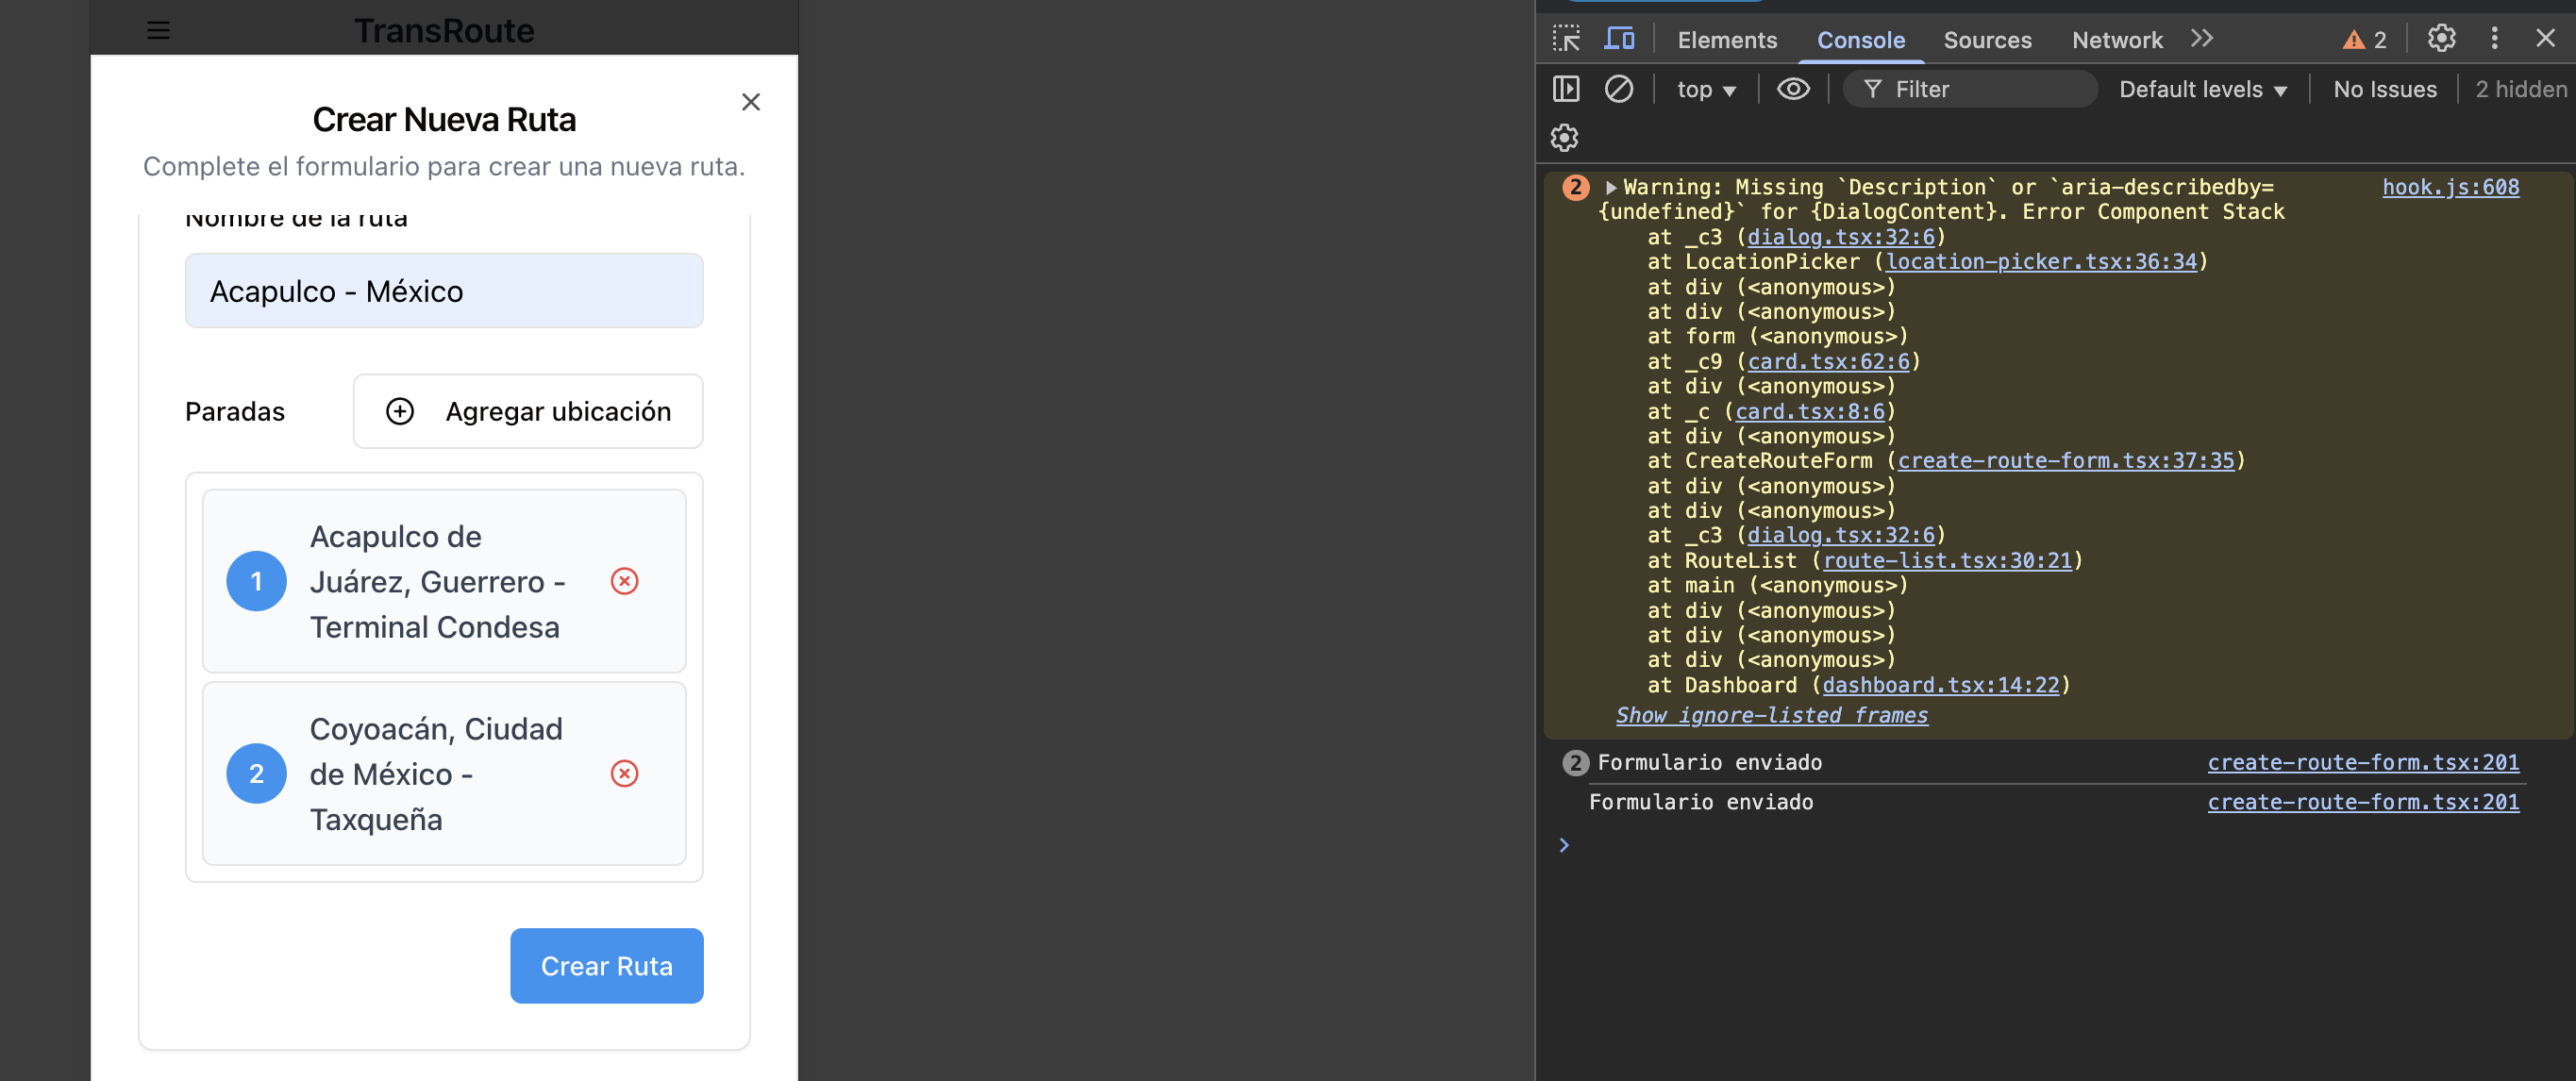 TransRoute
Crear Nueva Ruta
Complete el formulario para crear una nueva ruta.
Nombre de la ruta
Acapulco - México
Paradas
Agregar ubicación
1
Acapulco de
Juárez, Guerrero -
Terminal Condesa
2
Coyoacán, Ciudad
de México -
Taxqueña
Crear Ruta
Elements Console Sources Network 2
top Filter Default levels No Issues 2 hidden
2 Warning: Missing `Description` or `aria-describedby= hook.js:608
{undefined}` for {DialogContent}. Error Component Stack
at _c3 (dialog.tsx:32:6)
at LocationPicker (location-picker.tsx:36:34)
at div (<anonymous>)
at div (<anonymous>)
at form (<anonymous>)
at _c9 (card.tsx:62:6)
at div (<anonymous>)
at _c (card.tsx:8:6)
at div (<anonymous>)
at CreateRouteForm (create-route-form.tsx:37:35)
at div (<anonymous>)
at div (<anonymous>)
at _c3 (dialog.tsx:32:6)
at RouteList (route-list.tsx:30:21)
at main (<anonymous>)
at div (<anonymous>)
at div (<anonymous>)
at div (<anonymous>)
at Dashboard (dashboard.tsx:14:22)
Show ignore-listed frames
2 Formulario enviado create-route-form.tsx:201
Formulario enviado create-route-form.tsx:201